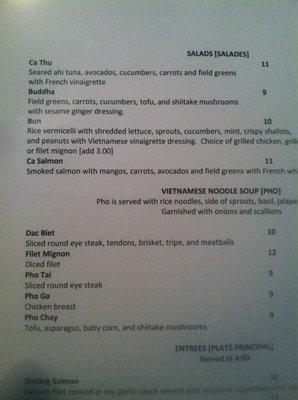 SALADS [SALADES]
Ca Thu 11
Seared ahi tuna, avocados, cucumbers, carrots and field greens
with French vinaigrette
Buddha 9
Field greens, carrots, cucumbers, tofu, and shiitake mushrooms
with sesame ginger dressing.
Bun 10
Rice vermicelli with shredded lettuce, sprouts, cucumbers, mint, crispy shallots,
and peanuts with Vietnamese vinaigrette dressing. Choice of grilled chicken, grill
or filet mignon [add 3.00]
Ca Salmon 11
Smoked salmon with mangos, carrots, avocados and field greens with French
VIETNAMESE NOODLE SOUP [PHO]
Pho is served with rice noodles, side of sprouts, basil,
Garnished with onions and scallions
Dac Biet 10
Sliced round eye steak, tendons, brisket, tripe, and meatballs
Filet Mignon 12
Diced filet
Pho Tai 9
Sliced round eye steak
Pho Ga 9
Chicken breast
Pho Chay 9
Tofu, asparagus, baby corn, and shiitake mushrooms
ENTREES [PLATS PRINCIPAL]
Served at 4:00
Sizzling Salmon
Salmon filet cooked in soy garlic sauce served with seasonal vegetables and